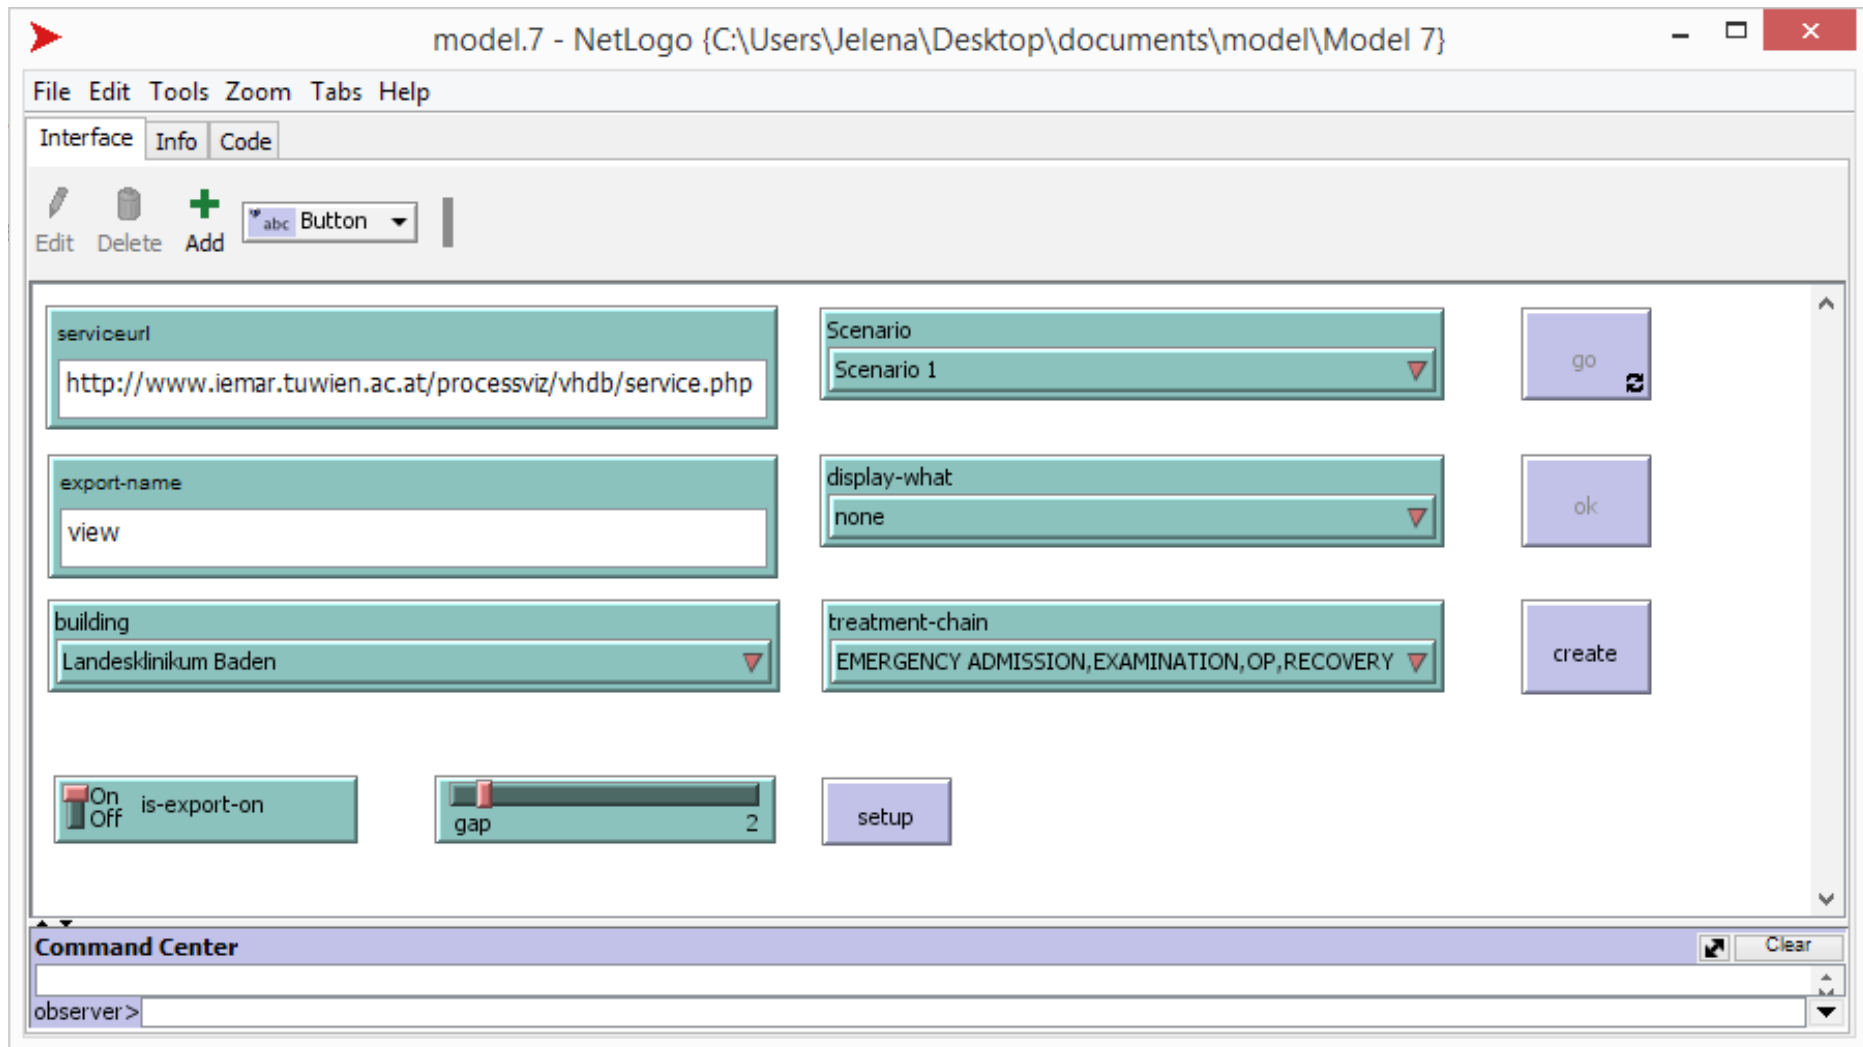 model.7 - NetLogo {C:\Users\Jelena\Desktop\documents\model\Model 7}
File Edit Tools Zoom Tabs Help
Interface Info Code
Edit Delete Add abc Button
serviceurl
http://www.iemar.tuwien.ac.at/processviz/vhdb/service.php
Scenario
Scenario 1
go
export-name
view
display-what
none
ok
building
Landesklinikum Baden
treatment-chain
EMERGENCY ADMISSION,EXAMINATION,OP,RECOVERY
create
On
Off
is-export-on
gap 2
setup
Command Center
Clear
observer>